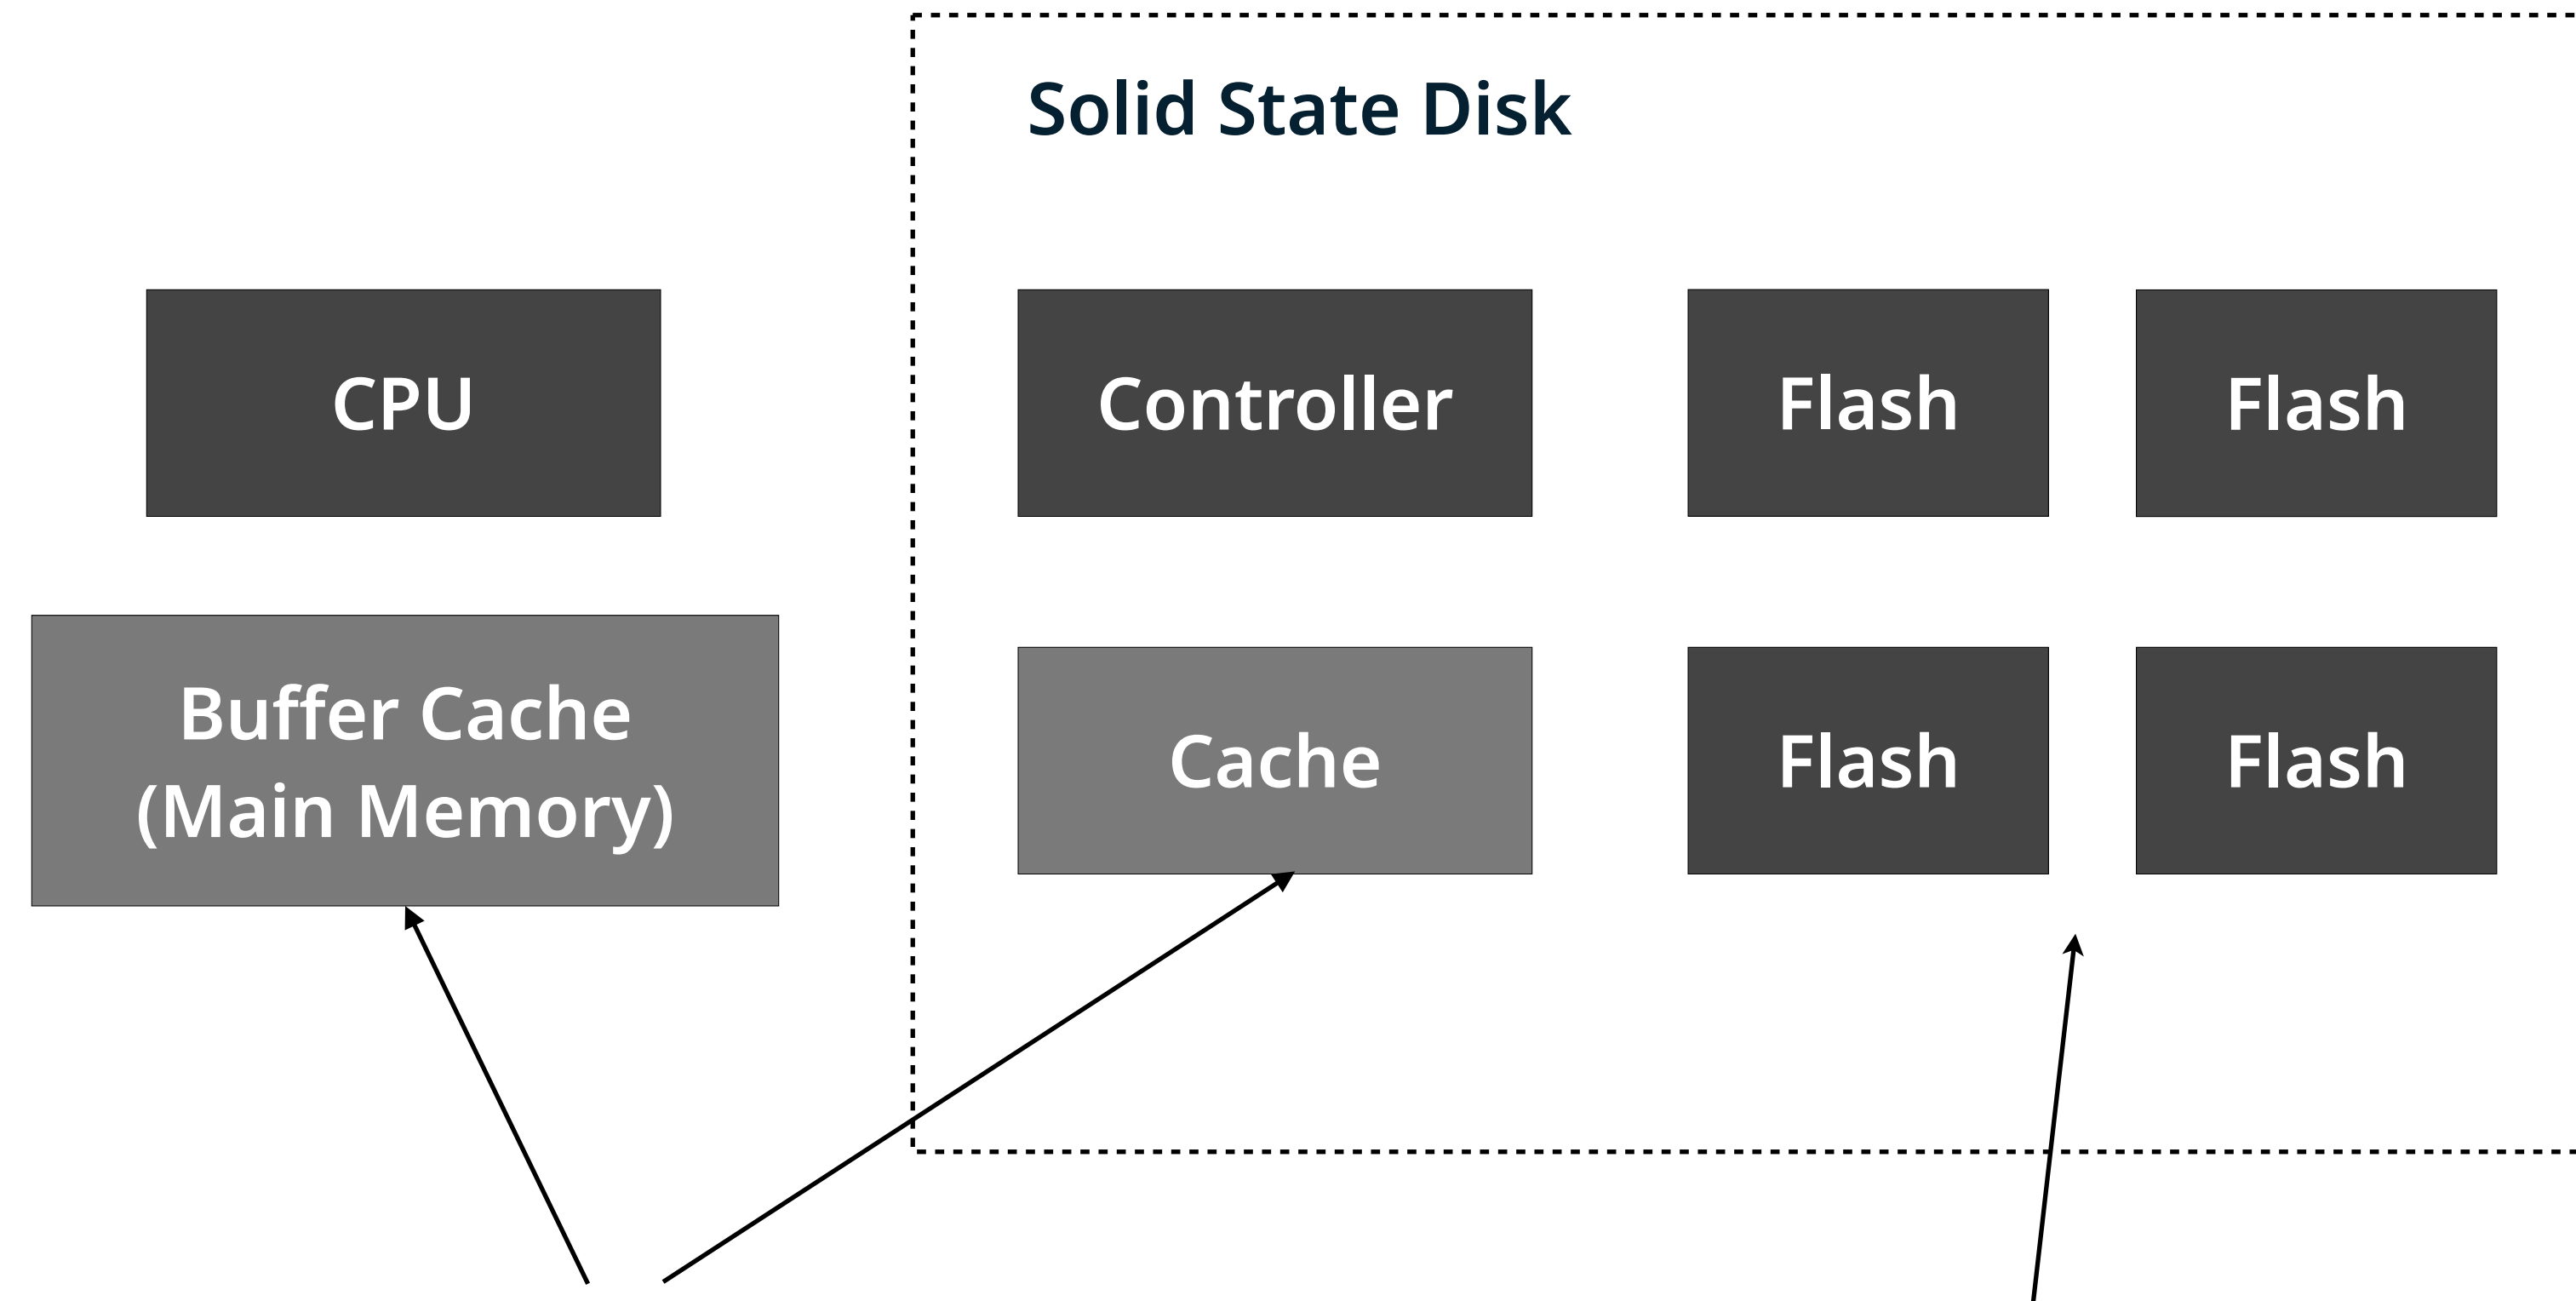 Solid State Disk
CPU
Controller
Flash
Flash
Buffer Cache
(Main Memory)
Cache
Flash
Flash